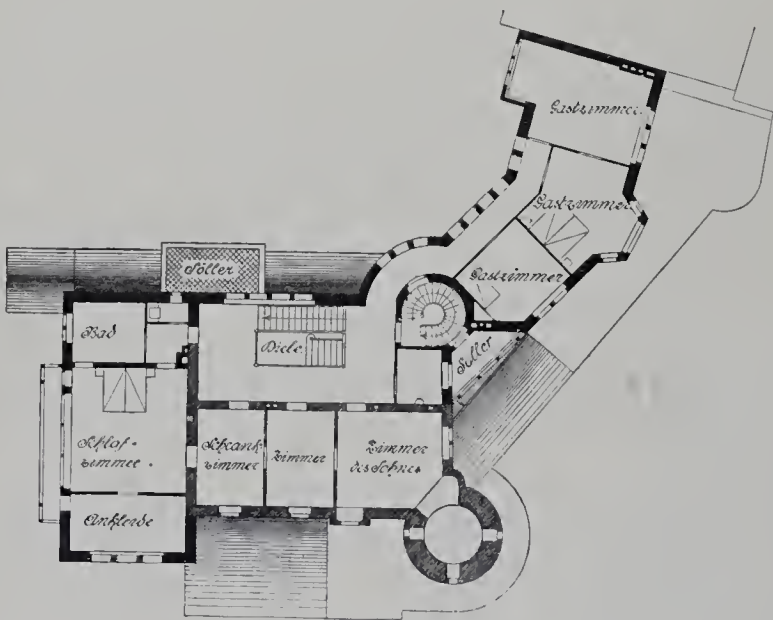 Gastzimmer
Gastzimmer
Gastzimmer
Söller
Söller
Bad
Diele
Schlaf-
zimmer
Schrank
zimmer
Zimmer
Zimmer
des Sohnes
Ankleide